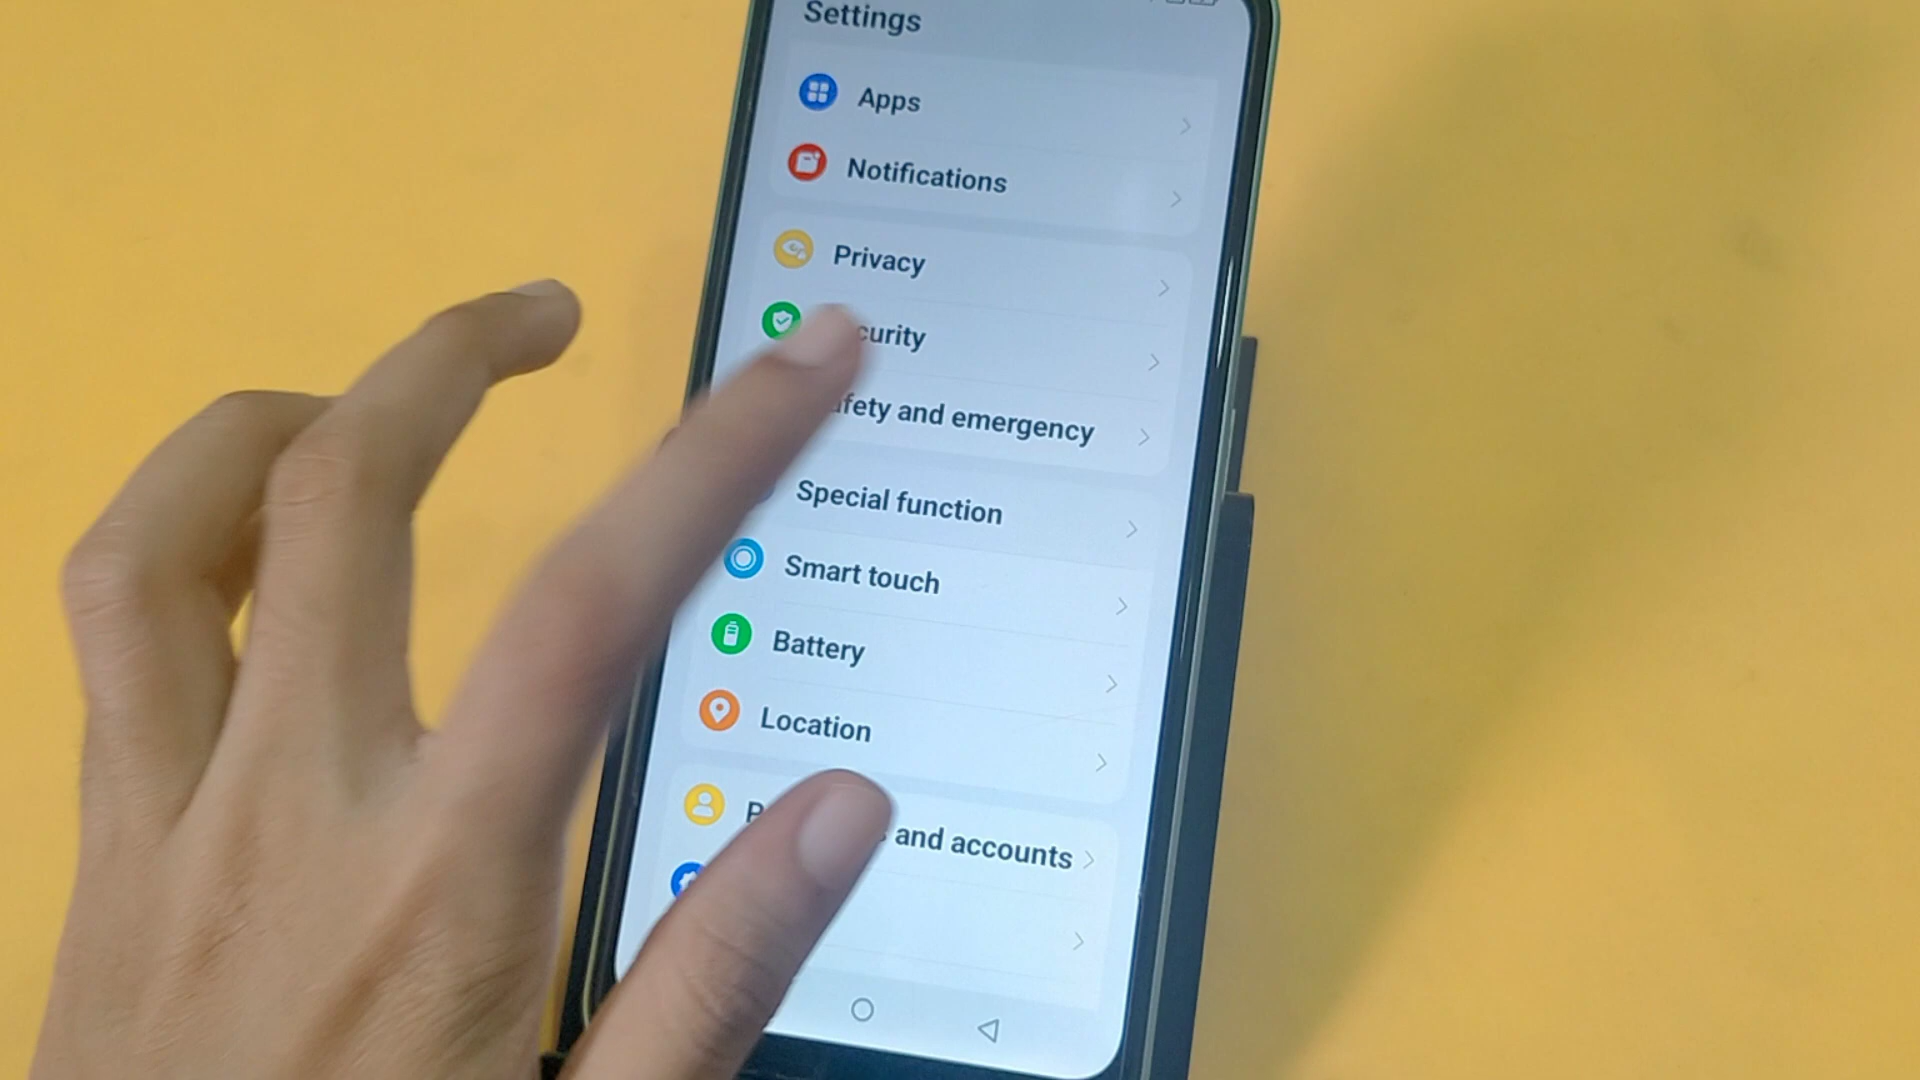 Settings
Apps
Notifications
Privacy
curity
fety and emergency
Special function
Smart touch
Battery
Location
and accounts